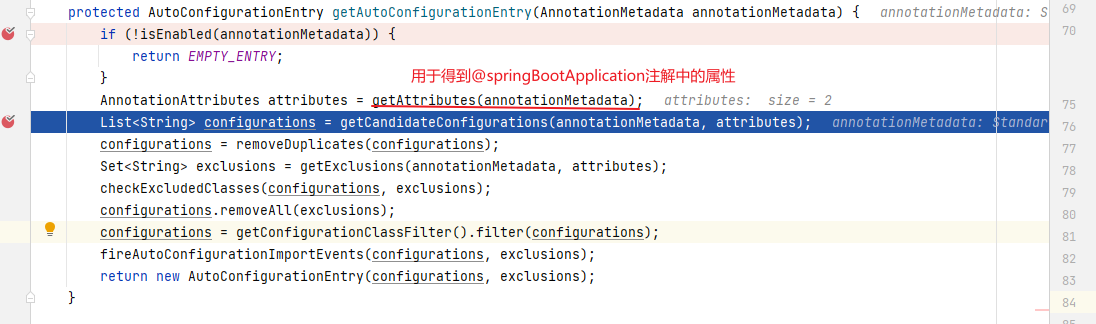 protected AutoConfigurationEntry getAutoConfigurationEntry(AnnotationMetadata annotationMetadata) {  annotationMetadata: S 69
if (!isEnabled(annotationMetadata)) { 70
return EMPTY_ENTRY;
}
用于得到@springBootApplication注解中的属性
AnnotationAttributes attributes = getAttributes(annotationMetadata);  attributes:  size = 2 75
List<String> configurations = getCandidateConfigurations(annotationMetadata, attributes);  annotationMetadata: Standar 76
configurations = removeDuplicates(configurations); 77
Set<String> exclusions = getExclusions(annotationMetadata, attributes); 78
checkExcludedClasses(configurations, exclusions); 79
configurations.removeAll(exclusions); 80
configurations = getConfigurationClassFilter().filter(configurations); 81
fireAutoConfigurationImportEvents(configurations, exclusions); 82
return new AutoConfigurationEntry(configurations, exclusions); 83
} 84